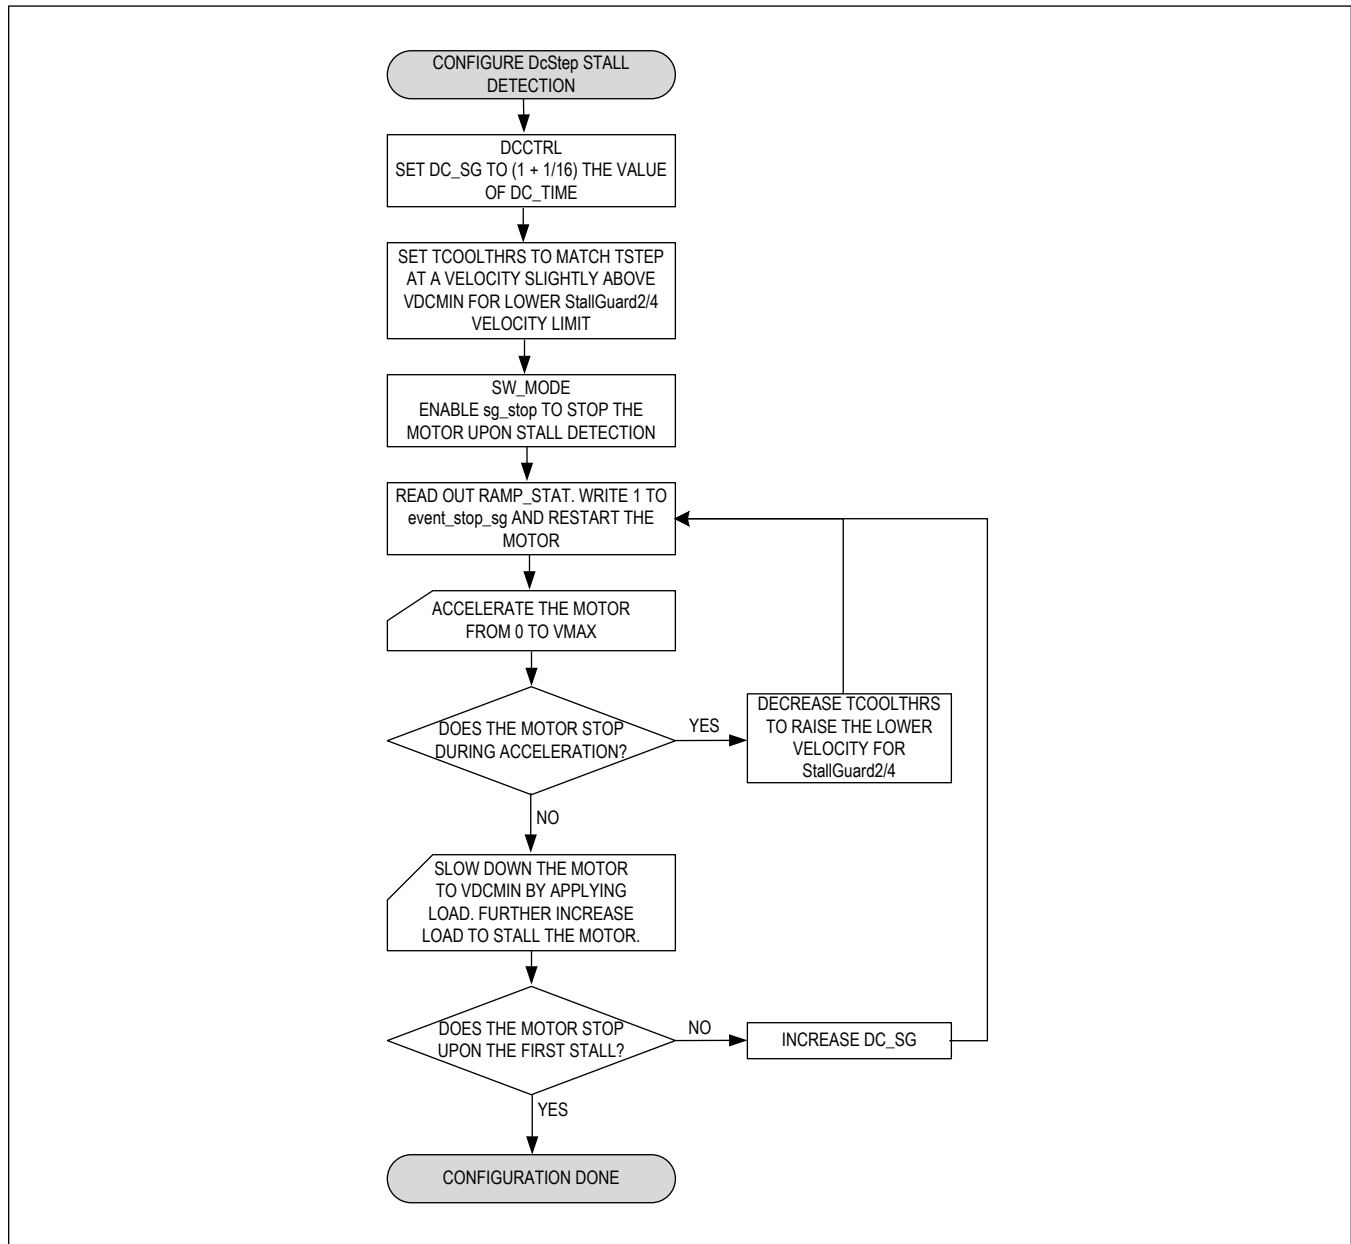 CONFIGURE DcStep STALL
DETECTION
DCCTRL
SET DC_SG TO (1 + 1/16) THE VALUE
OF DC_TIME
SET TCOOLTHRS TO MATCH TSTEP
AT A VELOCITY SLIGHTLY ABOVE
VDCMIN FOR LOWER StallGuard2/4
VELOCITY LIMIT
SW_MODE
ENABLE sg_stop TO STOP THE
MOTOR UPON STALL DETECTION
READ OUT RAMP_STAT. WRITE 1 TO
event_stop_sg AND RESTART THE
MOTOR
ACCELERATE THE MOTOR
FROM 0 TO VMAX
DOES THE MOTOR STOP
DURING ACCELERATION?
YES
DECREASE TCOOLTHRS
TO RAISE THE LOWER
VELOCITY FOR
StallGuard2/4
NO
SLOW DOWN THE MOTOR
TO VDCMIN BY APPLYING
LOAD. FURTHER INCREASE
LOAD TO STALL THE MOTOR.
DOES THE MOTOR STOP
UPON THE FIRST STALL?
NO
INCREASE DC_SG
YES
CONFIGURATION DONE